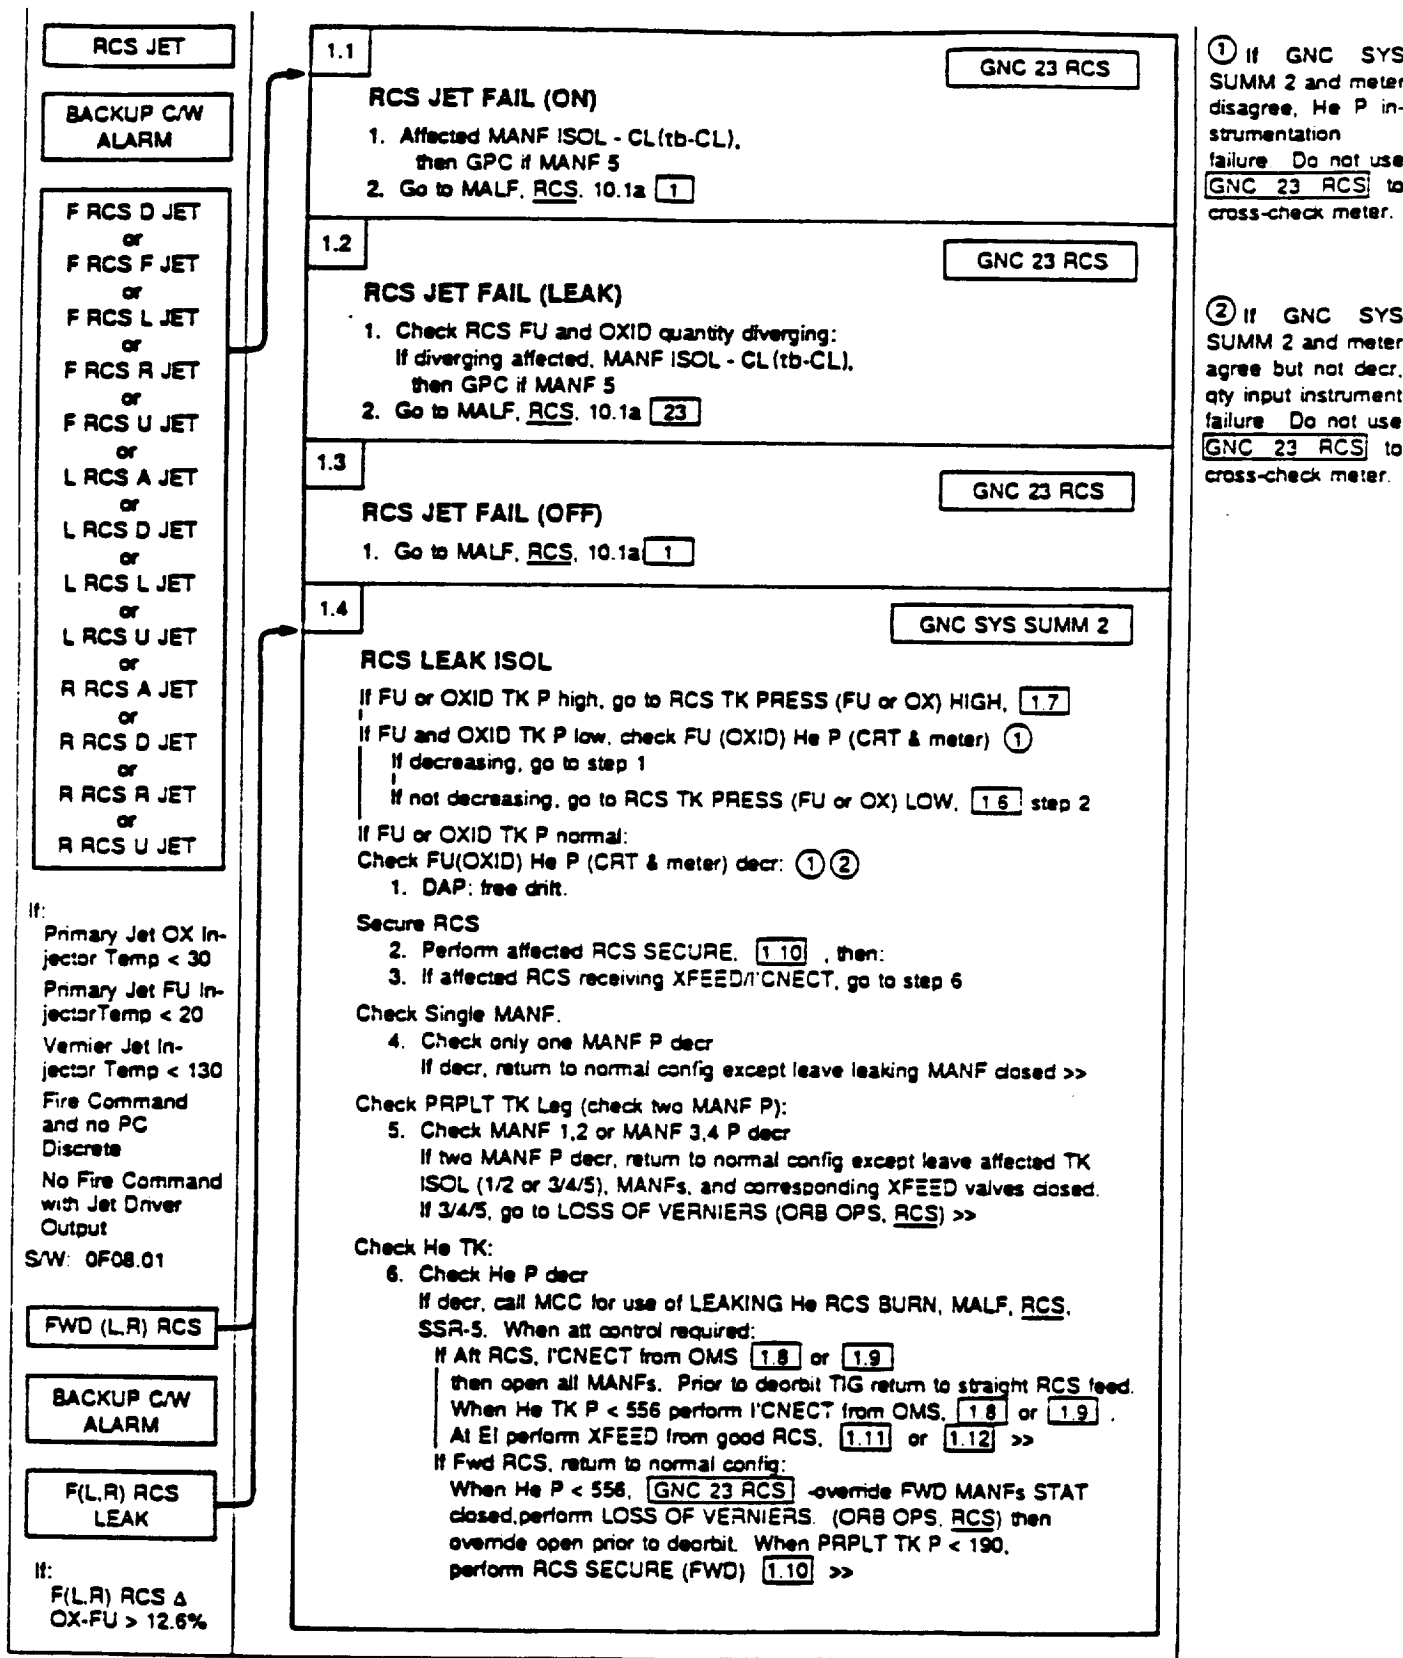 RCS JET
BACKUP C/W
ALARM
F RCS D JET
or
F RCS F JET
or
F RCS L JET
or
F RCS R JET
or
F RCS U JET
or
L RCS A JET
or
L RCS D JET
or
L RCS L JET
or
L RCS U JET
or
R RCS A JET
or
R RCS D JET
or
R RCS R JET
or
R RCS U JET
If:
Primary Jet OX In-
jector Temp < 30
Primary Jet FU In-
jectorTemp < 20
Vernier Jet In-
jector Temp < 130
Fire Command
and no PC
Discrete
No Fire Command
with Jet Driver
Output
S/W: 0F08.01
FWD (L,R) RCS
BACKUP C/W
ALARM
F(L,R) RCS
LEAK
If:
F(L,R) RCS Δ
OX-FU > 12.6%
1.1
GNC 23 RCS
RCS JET FAIL (ON)
1. Affected MANF ISOL - CL(tb-CL),
then GPC if MANF 5
2. Go to MALF, RCS, 10.1a 1
1.2
GNC 23 RCS
RCS JET FAIL (LEAK)
1. Check RCS FU and OXID quantity diverging:
If diverging affected, MANF ISOL - CL(tb-CL),
then GPC if MANF 5
2. Go to MALF, RCS, 10.1a 23
1.3
GNC 23 RCS
RCS JET FAIL (OFF)
1. Go to MALF, RCS, 10.1a 1
1.4
GNC SYS SUMM 2
RCS LEAK ISOL
If FU or OXID TK P high, go to RCS TK PRESS (FU or OX) HIGH, 1.7
If FU and OXID TK P low, check FU (OXID) He P (CRT & meter) ①
If decreasing, go to step 1
If not decreasing, go to RCS TK PRESS (FU or OX) LOW, 1.6 step 2
If FU or OXID TK P normal:
Check FU(OXID) He P (CRT & meter) decr: ① ②
1. DAP: free drift.
Secure RCS
2. Perform affected RCS SECURE, 1.10 , then:
3. If affected RCS receiving XFEED/I'CNECT, go to step 6
Check Single MANF.
4. Check only one MANF P decr
If decr, return to normal config except leave leaking MANF closed >>
Check PRPLT TK Leg (check two MANF P):
5. Check MANF 1,2 or MANF 3,4 P decr
If two MANF P decr, return to normal config except leave affected TK
ISOL (1/2 or 3/4/5), MANFs, and corresponding XFEED valves closed.
If 3/4/5, go to LOSS OF VERNIERS (ORB OPS, RCS) >>
Check He TK:
6. Check He P decr
If decr, call MCC for use of LEAKING He RCS BURN, MALF, RCS,
SSR-5. When att control required:
If Aft RCS, I'CNECT from OMS 1.8 or 1.9
then open all MANFs. Prior to deorbit TIG return to straight RCS feed.
When He TK P < 556 perform I'CNECT from OMS, 1.8 or 1.9 .
At EI perform XFEED from good RCS, 1.11 or 1.12 >>
If Fwd RCS, return to normal config:
When He P < 556, GNC 23 RCS -override FWD MANFs STAT
closed,perform LOSS OF VERNIERS. (ORB OPS, RCS) then
override open prior to deorbit. When PRPLT TK P < 190,
perform RCS SECURE (FWD) 1.10 >>
① If GNC SYS
SUMM 2 and meter
disagree, He P in-
strumentation
failure Do not use
GNC 23 RCS to
cross-check meter.
② If GNC SYS
SUMM 2 and meter
agree but not decr,
qty input instrument
failure Do not use
GNC 23 RCS to
cross-check meter.